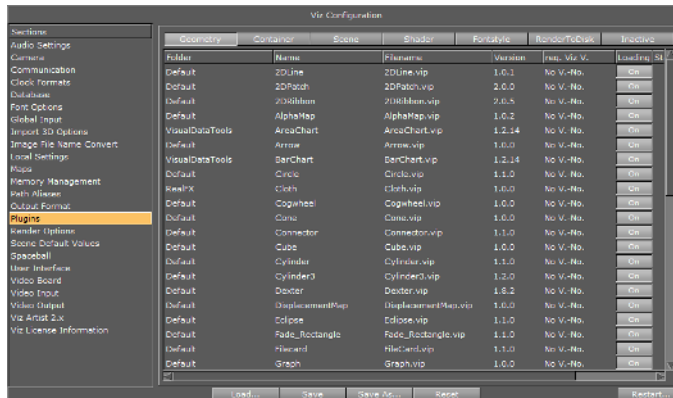 Viz Configuration
Sections
Audio Settings
Camera
Communication
Clock Formats
Database
Font Options
Global Input
Import 3D Options
Image File Name Convert
Local Settings
Maps
Memory Management
Path Aliases
Output Format
Plugins
Render Options
Scene Default Values
Spaceball
User Interface
Video Board
Video Input
Video Output
Viz Artist 2.x
Viz License Information
Geometry Container Scene Shader Fontstyle RenderToDisk Inactive
Folder Name Filename Version req. Viz V. Loading St
Default 2DLine 2DLine.vip 1.0.1 No V.-No. On
Default 2DPatch 2DPatch.vip 2.0.0 No V.-No. On
Default 2DRibbon 2DRibbon.vip 2.0.5 No V.-No. On
Default AlphaMap AlphaMap.vip 1.0.2 No V.-No. On
VisualDataTools AreaChart AreaChart.vip 1.2.14 No V.-No. On
Default Arrow Arrow.vip 1.0.0 No V.-No. On
VisualDataTools BarChart BarChart.vip 1.2.14 No V.-No. On
Default Circle Circle.vip 1.1.0 No V.-No. On
RealFX Cloth Cloth.vip 1.0.0 No V.-No. On
Default Cogwheel Cogwheel.vip 1.0.0 No V.-No. On
Default Cone Cone.vip 1.0.0 No V.-No. On
Default Connector Connector.vip 1.1.0 No V.-No. On
Default Cube Cube.vip 1.0.0 No V.-No. On
Default Cylinder Cylinder.vip 1.1.0 No V.-No. On
Default Cylinder3 Cylinder3.vip 1.2.0 No V.-No. On
Default Dexter Dexter.vip 1.8.2 No V.-No. On
Default DisplacementMap DisplacementMap.vip 1.0.0 No V.-No. On
Default Eclipse Eclipse.vip 1.1.0 No V.-No. On
Default Fade_Rectangle Fade_Rectangle.vip 1.1.0 No V.-No. On
Default Filecard FileCard.vip 1.1.0 No V.-No. On
Default Graph Graph.vip 1.0.0 No V.-No. On
Load... Save Save As... Reset Restart...